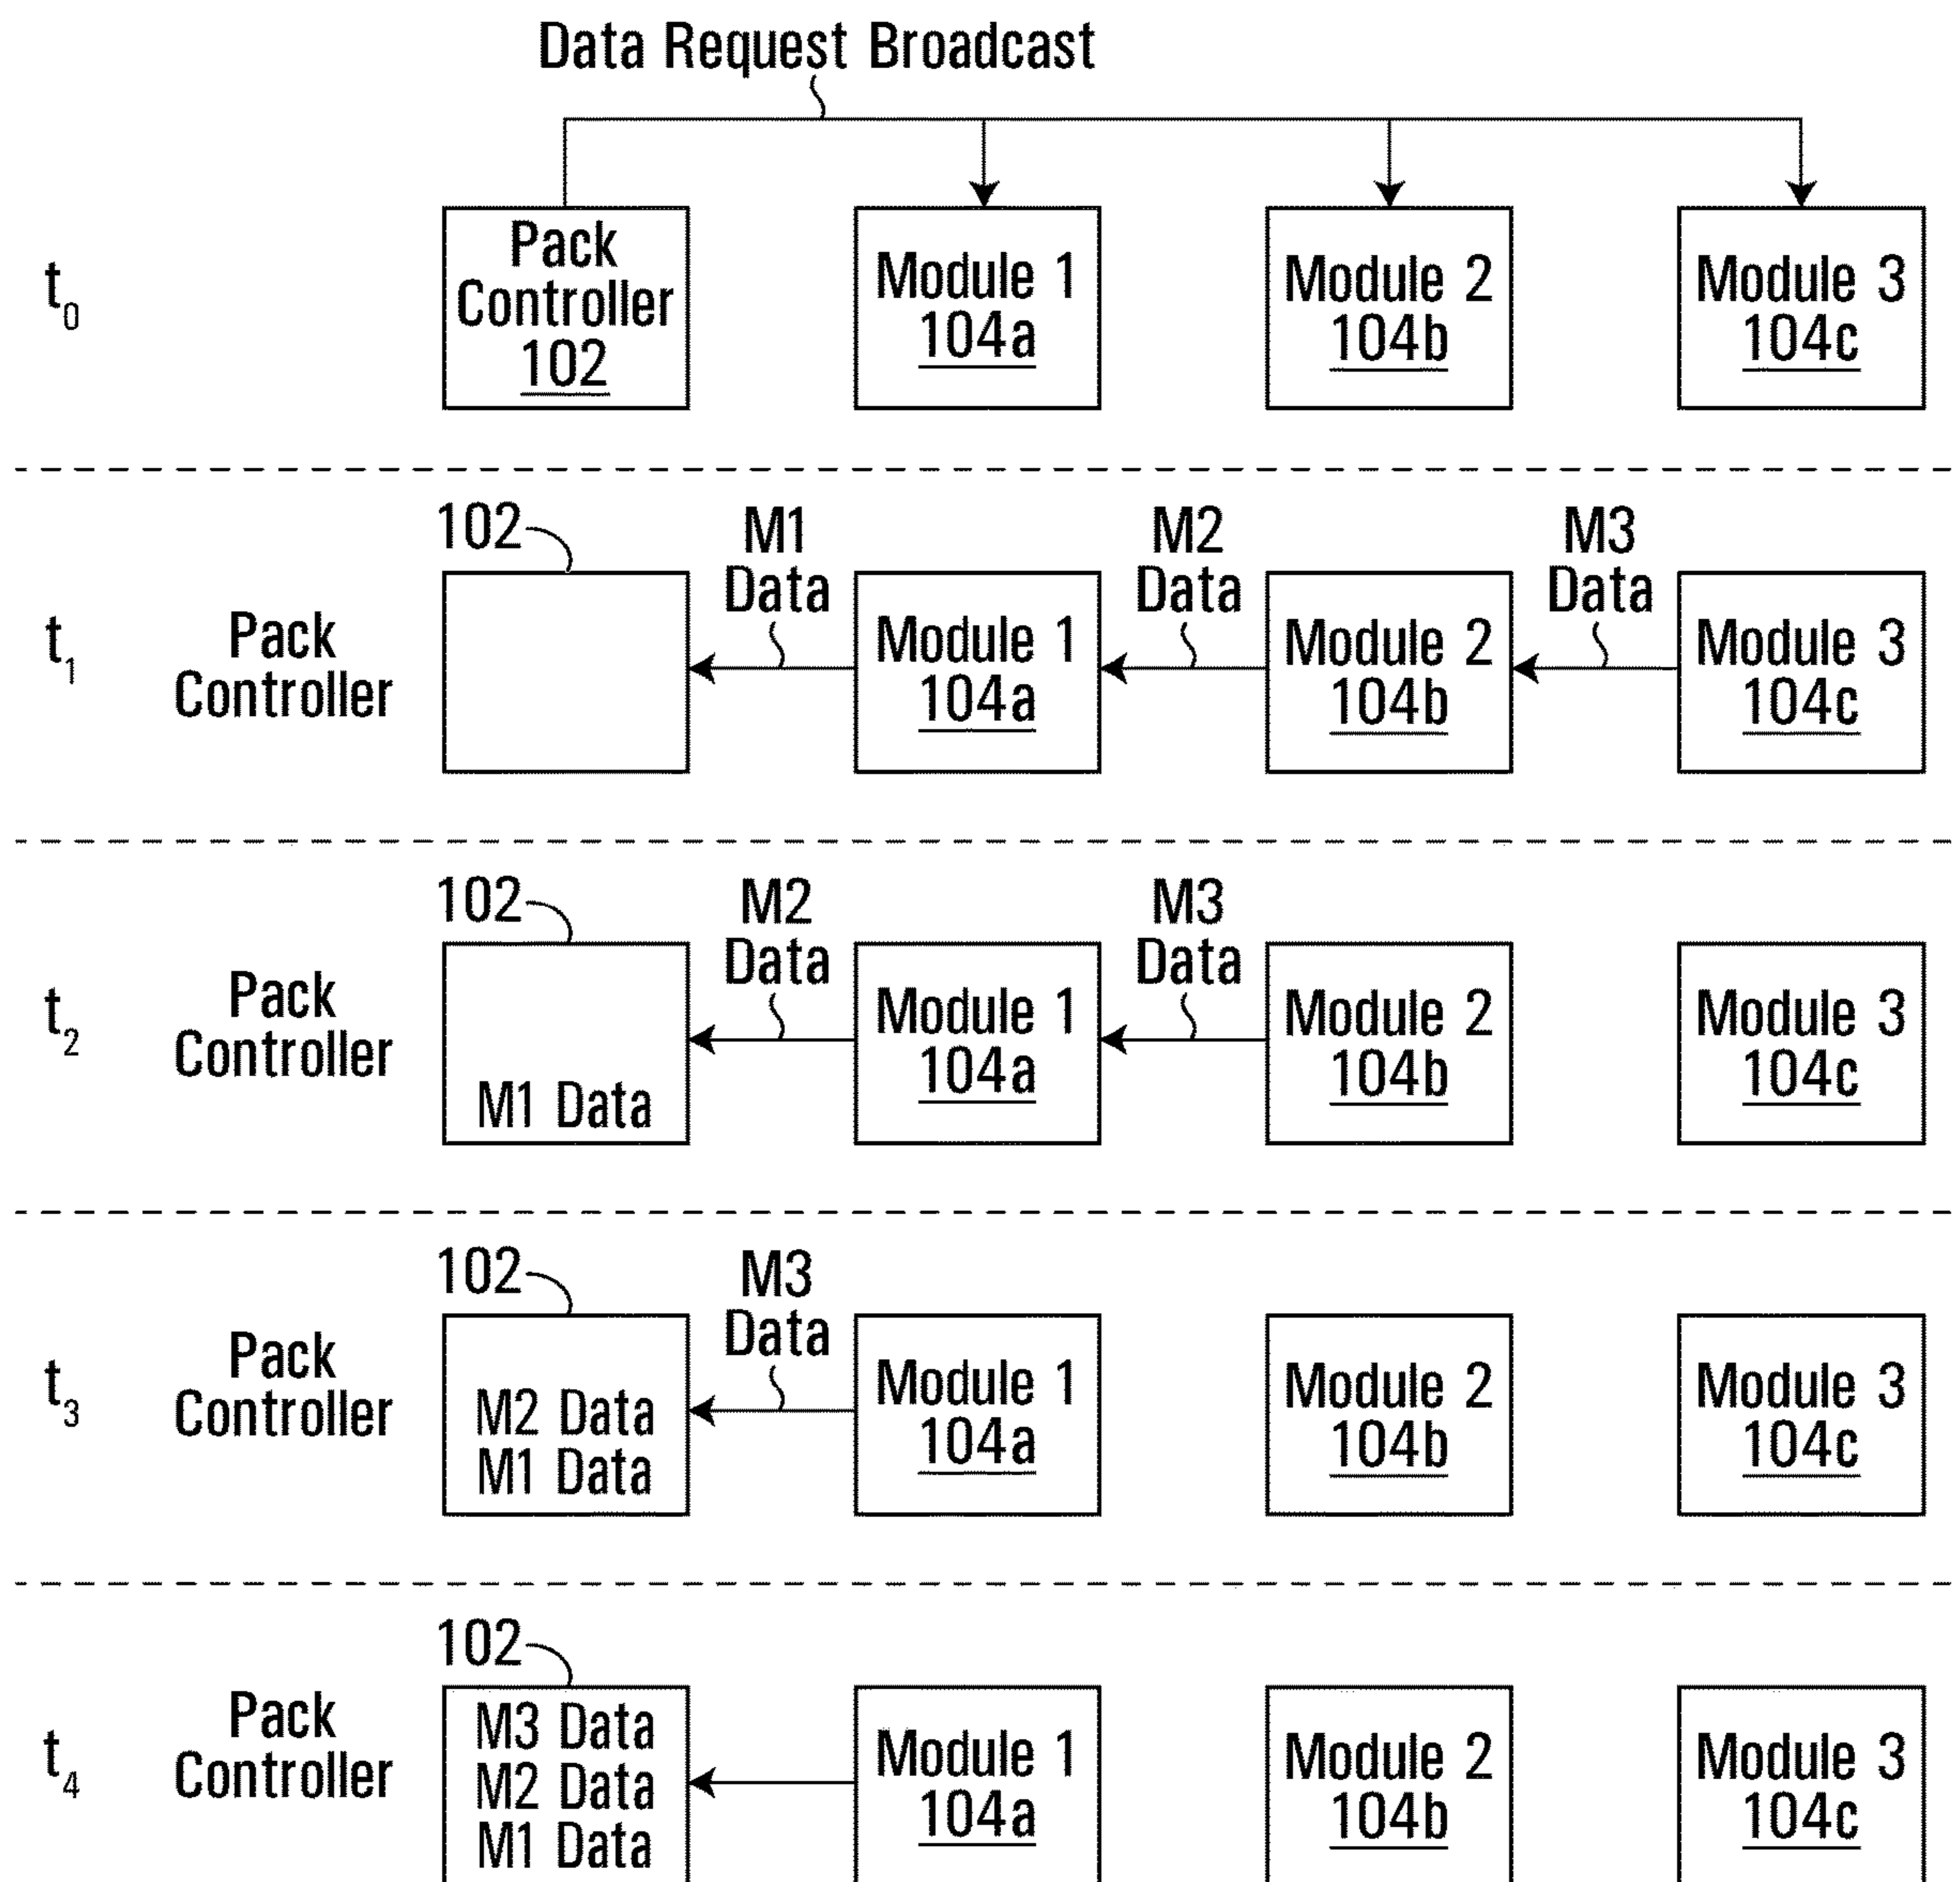 Data Request Broadcast
t0
Pack
Controller
102
Module 1
104a
Module 2
104b
Module 3
104c
t1
Pack
Controller
102
M1
Data
Module 1
104a
M2
Data
Module 2
104b
M3
Data
Module 3
104c
t2
Pack
Controller
102
M1 Data
M2
Data
Module 1
104a
M3
Data
Module 2
104b
Module 3
104c
t3
Pack
Controller
102
M2 Data
M1 Data
M3
Data
Module 1
104a
Module 2
104b
Module 3
104c
t4
Pack
Controller
102
M3 Data
M2 Data
M1 Data
Module 1
104a
Module 2
104b
Module 3
104c